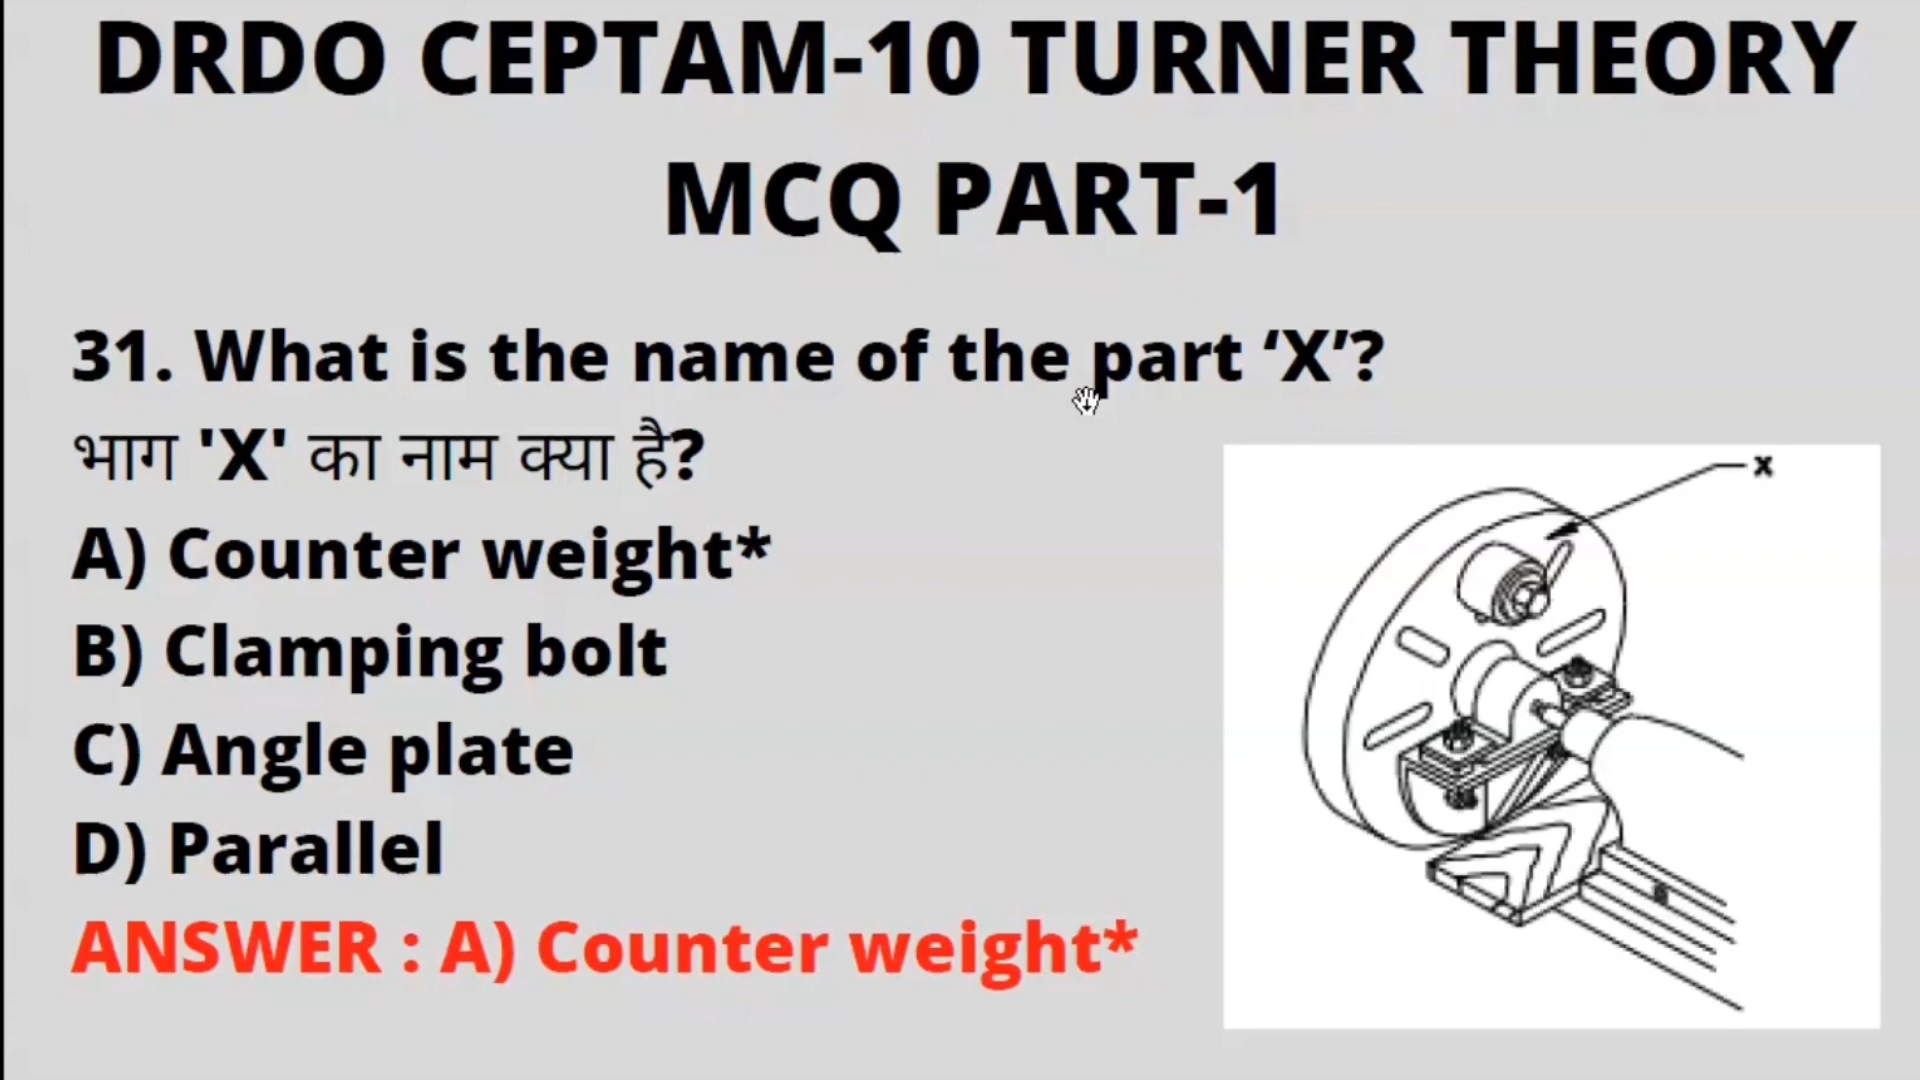 DRDO CEPTAM-10 TURNER THEORY
MCQ PART-1
31. What is the name of the part ‘X’?
भाग 'X' का नाम क्या है?
A) Counter weight*
B) Clamping bolt
C) Angle plate
D) Parallel
ANSWER : A) Counter weight*
x